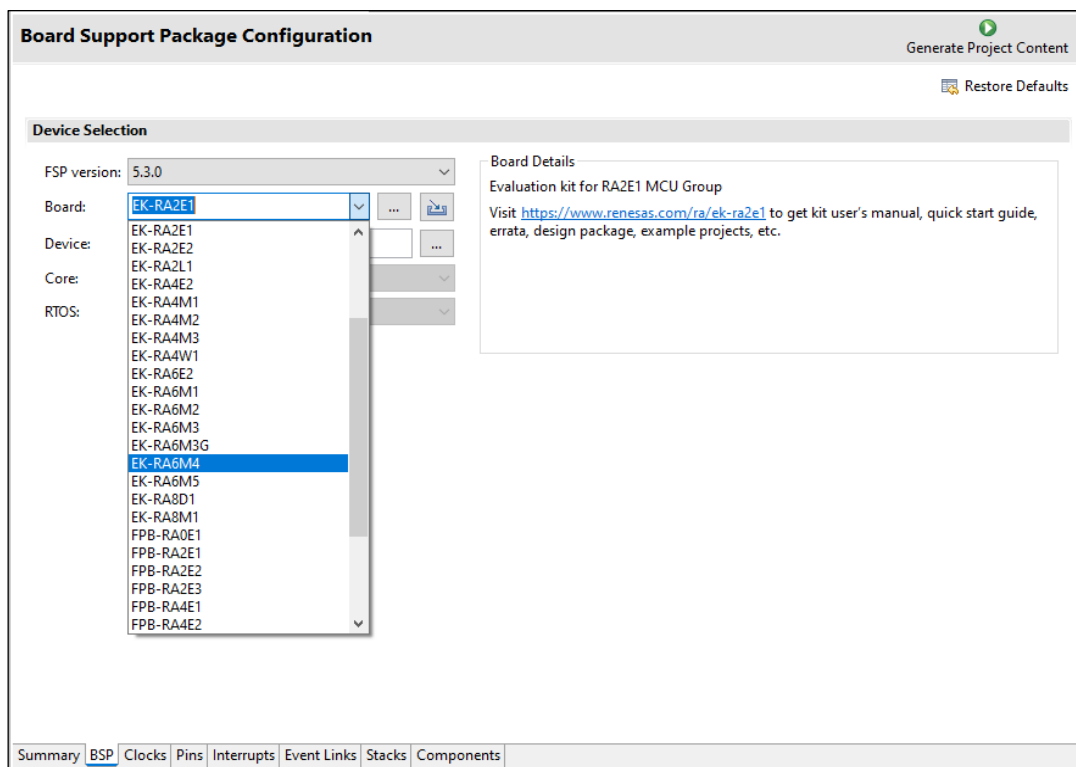 Board Support Package Configuration
Generate Project Content
Restore Defaults
Device Selection
FSP version: 5.3.0
Board: EK-RA2E1 ...
Device: ...
Core:
RTOS:
EK-RA2E1
EK-RA2E2
EK-RA2L1
EK-RA4E2
EK-RA4M1
EK-RA4M2
EK-RA4M3
EK-RA4W1
EK-RA6E2
EK-RA6M1
EK-RA6M2
EK-RA6M3
EK-RA6M3G
EK-RA6M4
EK-RA6M5
EK-RA8D1
EK-RA8M1
FPB-RA0E1
FPB-RA2E1
FPB-RA2E2
FPB-RA2E3
FPB-RA4E1
FPB-RA4E2
Board Details
Evaluation kit for RA2E1 MCU Group
Visit https://www.renesas.com/ra/ek-ra2e1 to get kit user's manual, quick start guide,
errata, design package, example projects, etc.
Summary BSP Clocks Pins Interrupts Event Links Stacks Components